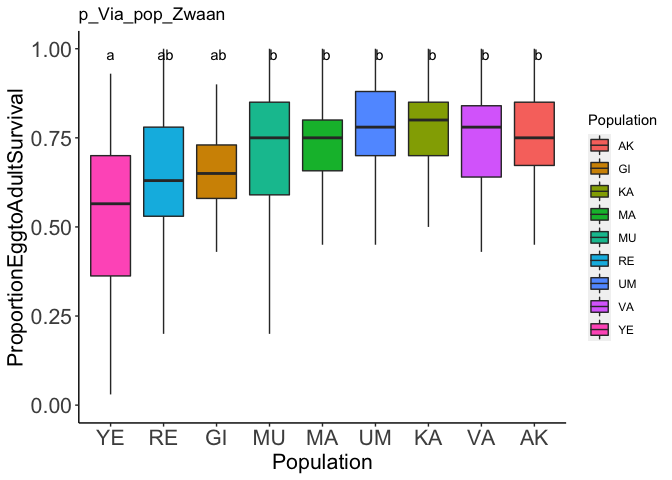 p_Via_pop_Zwaan
1.00
0.75
0.50
0.25
0.00
ProportionEggtoAdultSurvival
a ab ab b b b b b b
YE RE GI MU MA UM KA VA AK
Population
Population
AK
GI
KA
MA
MU
RE
UM
VA
YE